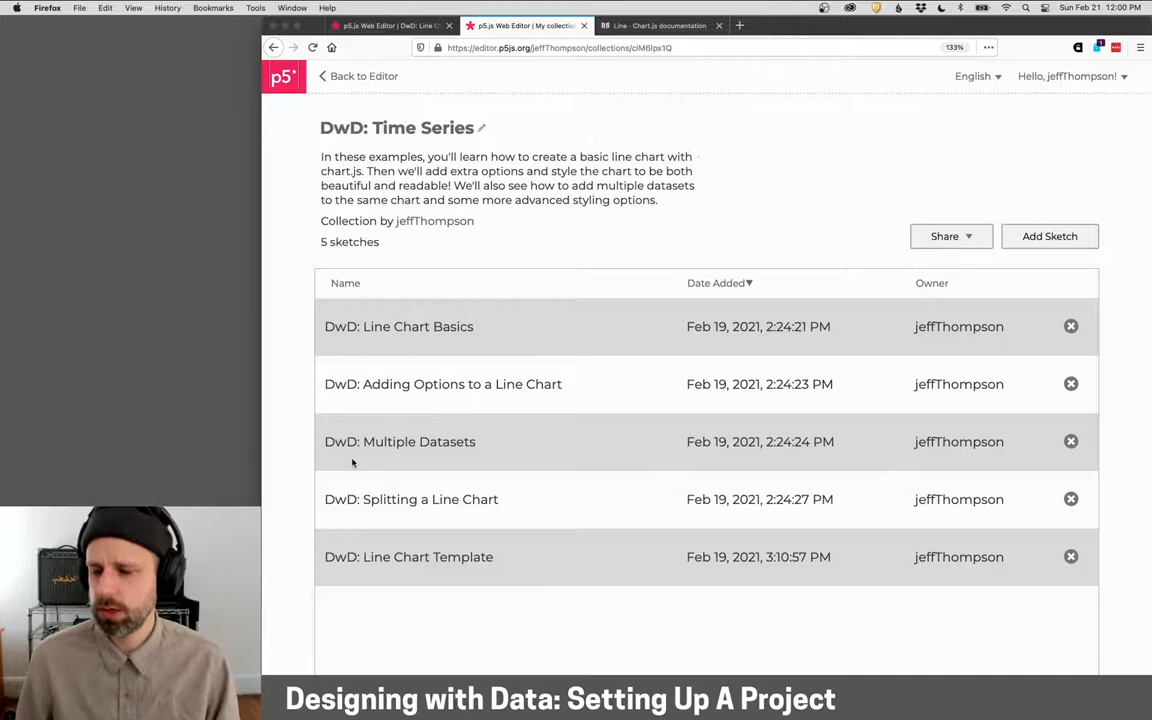 Firefox File Edit View History Bookmarks Tools Window Help Sun Feb 21 12:00 PM
p5.js Web Editor | DwD: Line C p5.js Web Editor | My collection Line - Chart.js documentation
https://editor.p5js.org/jeffThompson/collections/ciM6lpx1Q 133%
p5* Back to Editor English Hello, jeffThompson!
DwD: Time Series
In these examples, you'll learn how to create a basic line chart with
chart.js. Then we'll add extra options and style the chart to be both
beautiful and readable! We'll also see how to add multiple datasets
to the same chart and some more advanced styling options.
Collection by jeffThompson
5 sketches
Share Add Sketch
Name Date Added Owner
DwD: Line Chart Basics Feb 19, 2021, 2:24:21 PM jeffThompson
DwD: Adding Options to a Line Chart Feb 19, 2021, 2:24:23 PM jeffThompson
DwD: Multiple Datasets Feb 19, 2021, 2:24:24 PM jeffThompson
DwD: Splitting a Line Chart Feb 19, 2021, 2:24:27 PM jeffThompson
DwD: Line Chart Template Feb 19, 2021, 3:10:57 PM jeffThompson
Designing with Data: Setting Up A Project